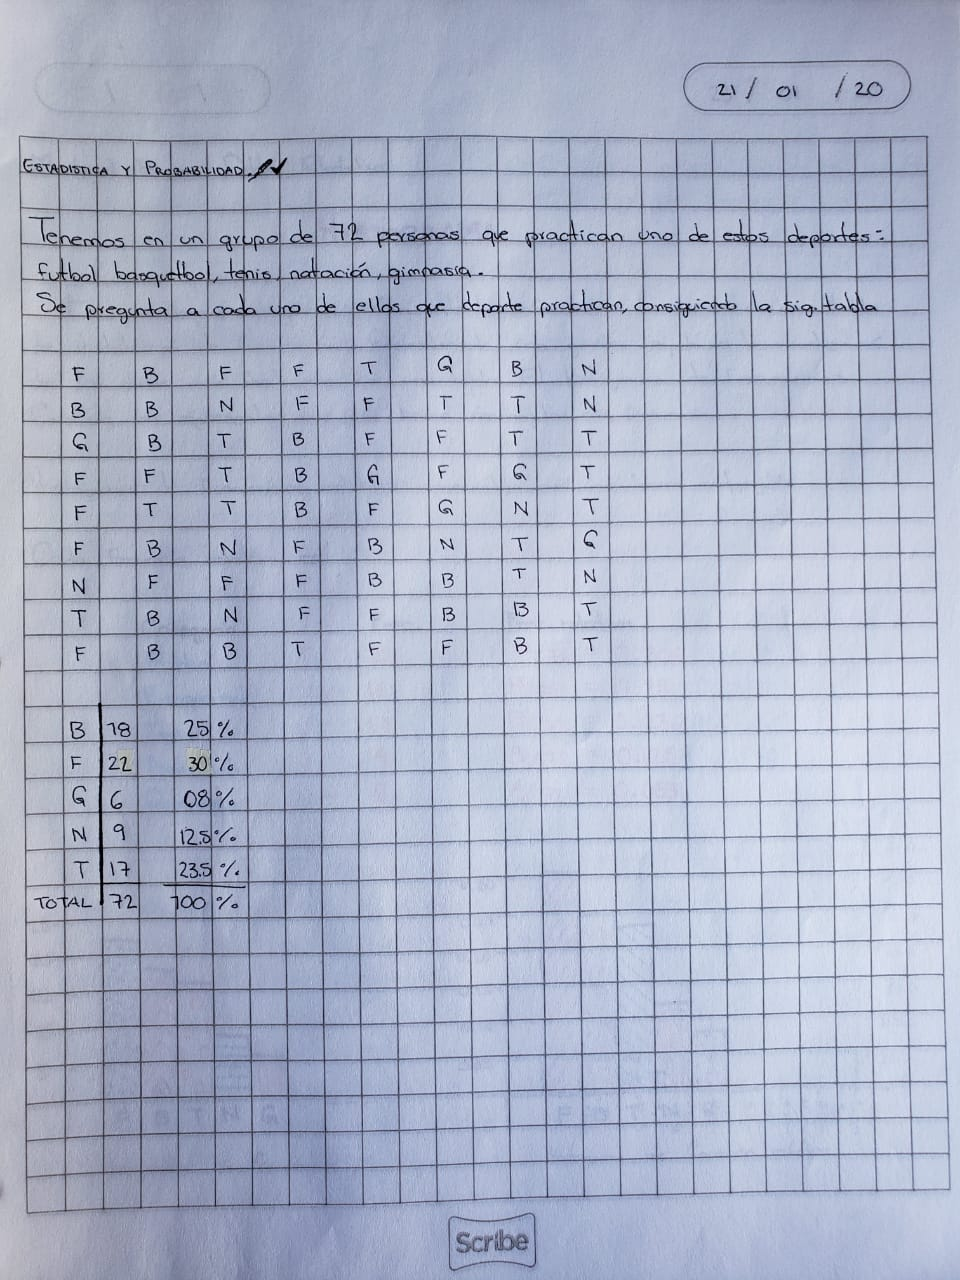 21 / 01 / 20
ESTADISTICA Y PROBABILIDAD
Tenemos en un grupo de 72 personas que practican uno de estos deportes:
futbol basquetbol, tenis, natación, gimnasia.
Se pregunta a cada uno de ellos que deporte practican, consiguiendo la sig. tabla
F B F F T G B N
B B N F F T T N
G B T B F F T T
F F T B G F G T
F T T B F G N T
F B N F B N T G
N F F F B B T N
T B N F F B B T
F B B T F F B T
B 18 25 %
F 22 30 %
G 6 08 %
N 9 12.5 %
T 17 23.5 %
TOTAL 72 100 %
Scribe